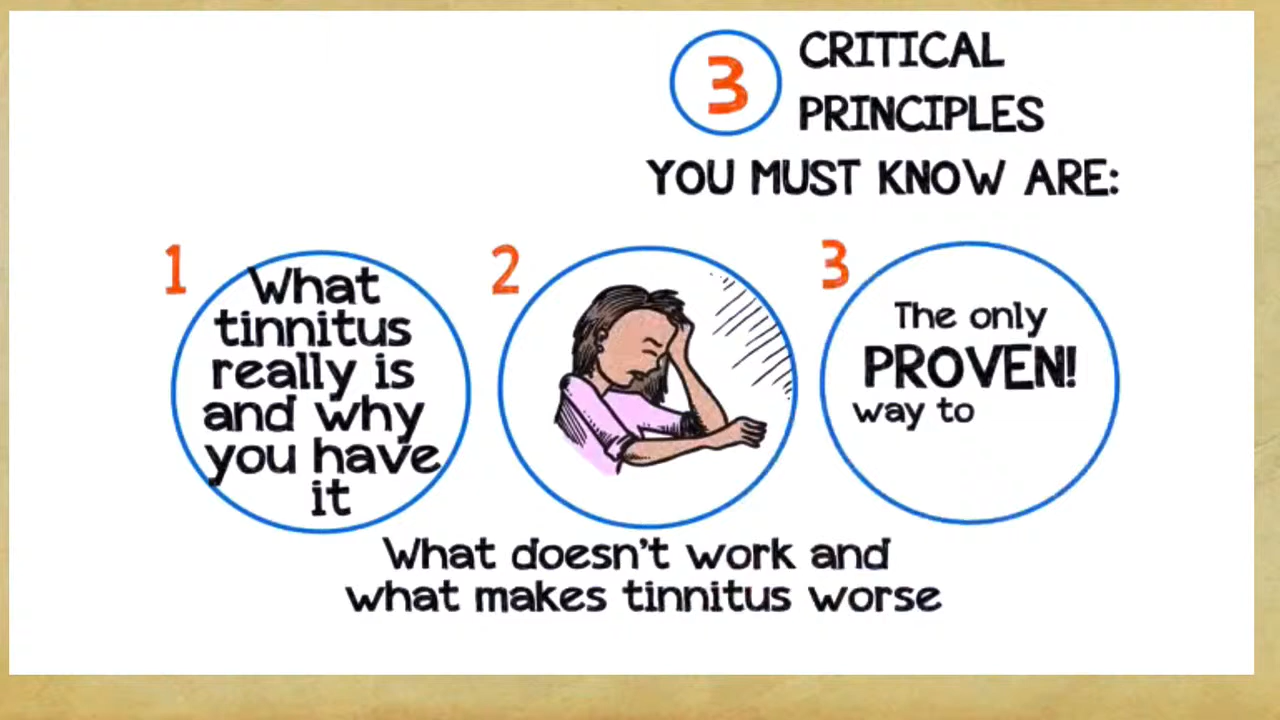 3
CRITICAL
PRINCIPLES
YOU MUST KNOW ARE:
1
What
tinnitus
really is
and why
you have
it
2
What doesn't work and
what makes tinnitus worse
3
The only
PROVEN!
way to